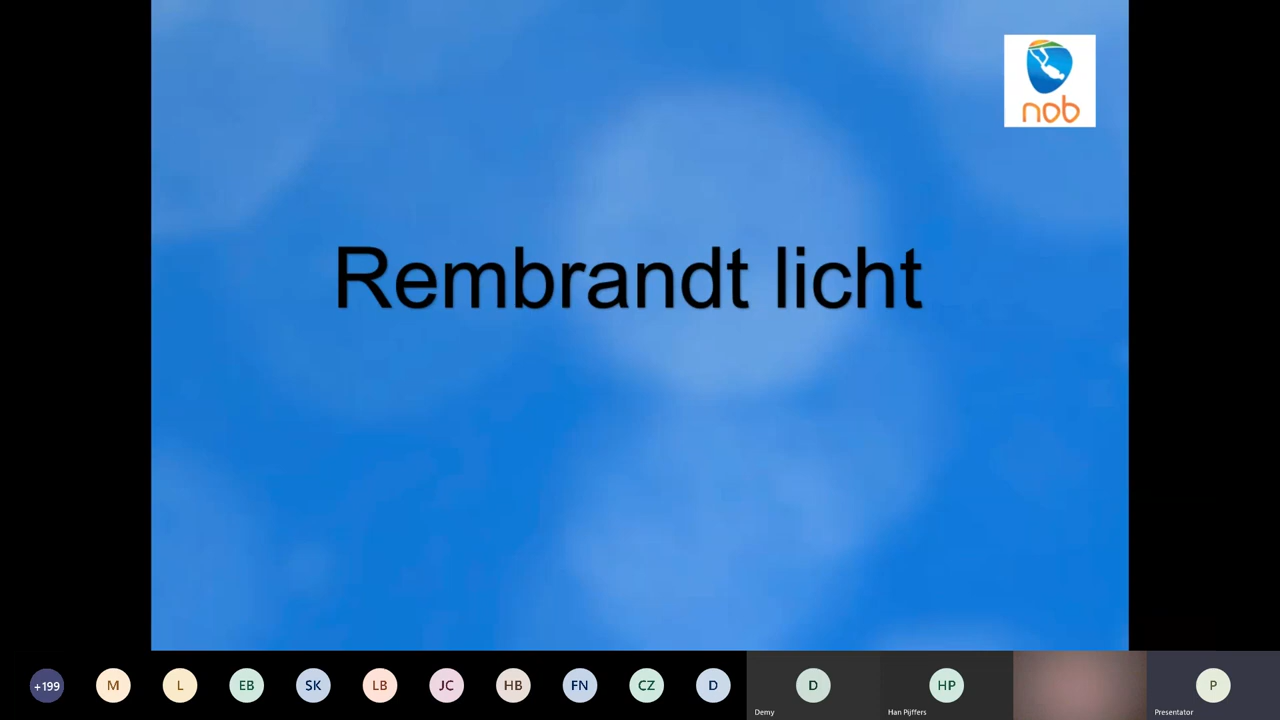 nob
Rembrandt licht
+199
M
L
EB
SK
LB
JC
HB
FN
CZ
D
D
HP
P
Demy
Han Pijffers
Presentator